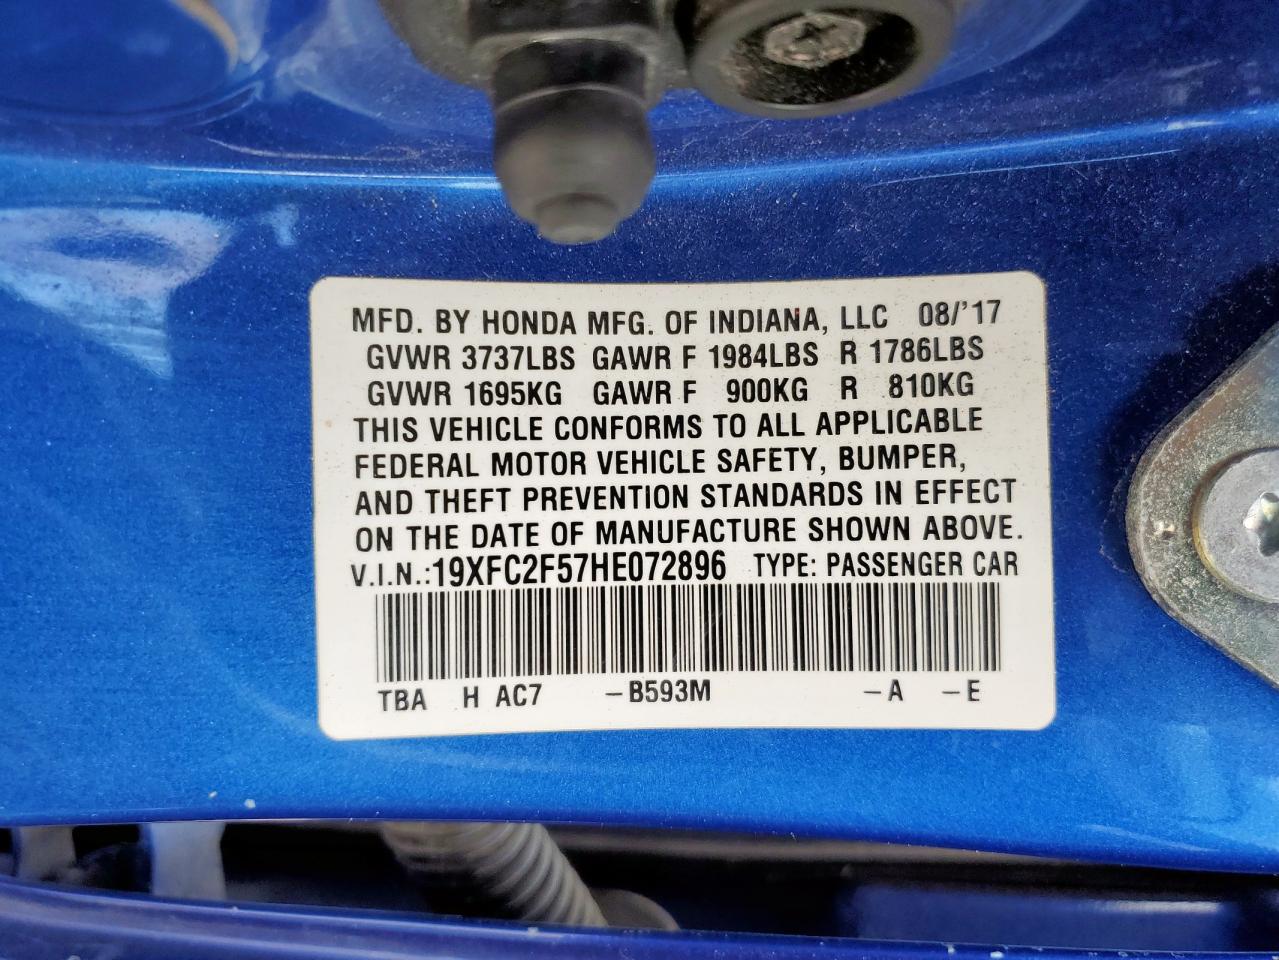 MFD. BY HONDA MFG. OF INDIANA, LLC 08/'17
GVWR 3737LBS GAWR F 1984LBS R 1786LBS
GVWR 1695KG GAWR F 900KG R 810KG
THIS VEHICLE CONFORMS TO ALL APPLICABLE
FEDERAL MOTOR VEHICLE SAFETY, BUMPER,
AND THEFT PREVENTION STANDARDS IN EFFECT
ON THE DATE OF MANUFACTURE SHOWN ABOVE.
V.I.N.:19XFC2F57HE072896 TYPE: PASSENGER CAR
TBA H AC7 -B593M -A -E